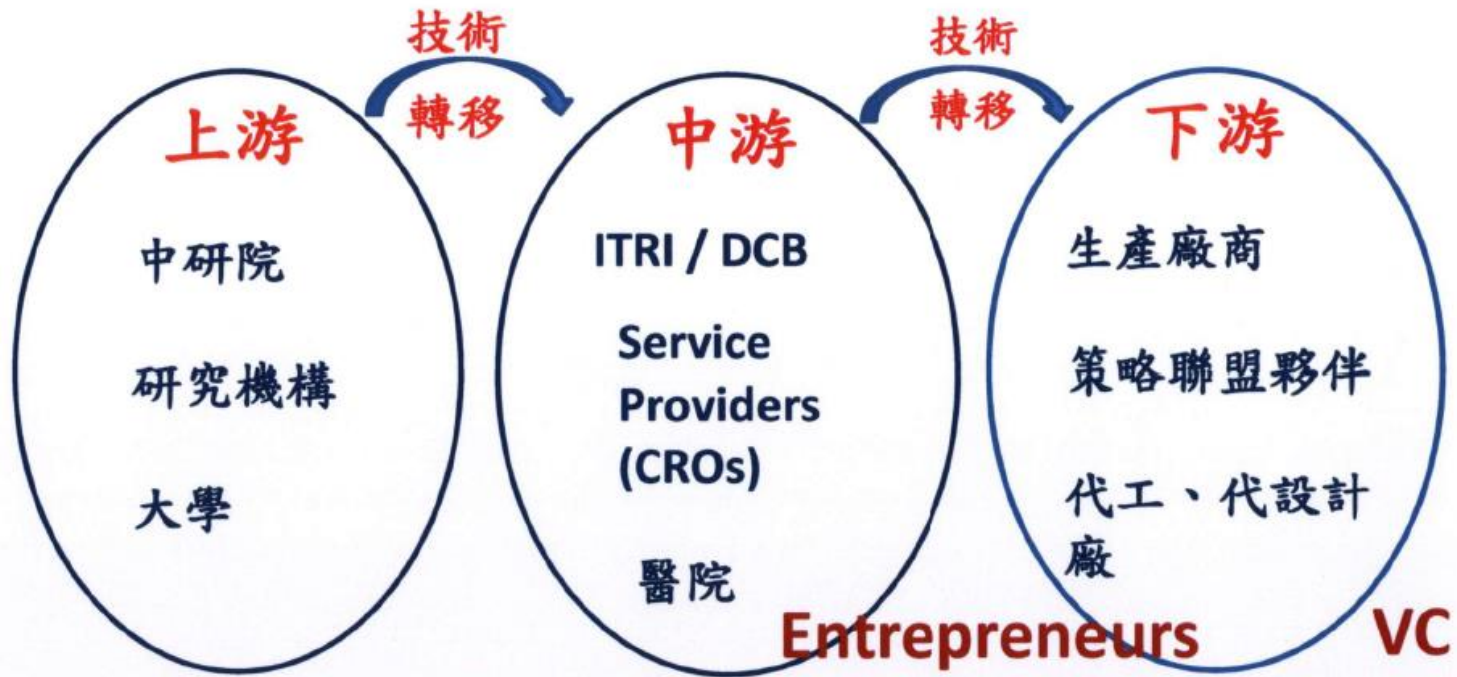 技術
轉移
技術
轉移
上游
中研院
研究機構
大學
中游
ITRI / DCB
Service
Providers
(CROs)
醫院
下游
生產廠商
策略聯盟夥伴
代工、代設計
廠
Entrepreneurs
VC